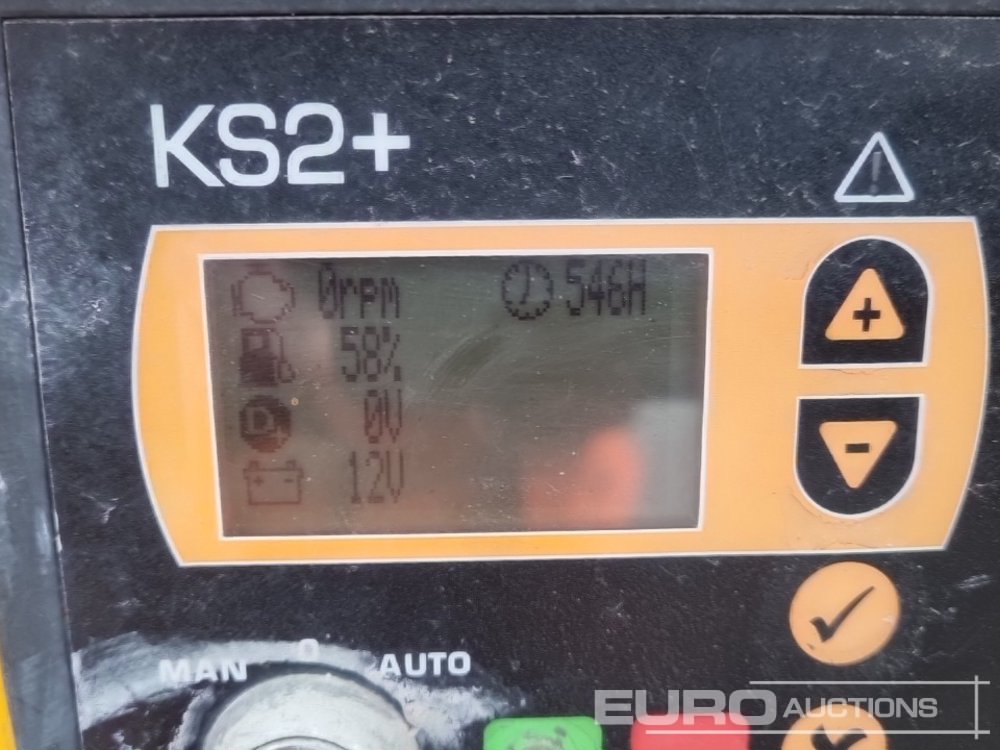 KS2+
0rpm 546H
58%
D 0V
12V
+
-
MAN 0 AUTO
EURO AUCTIONS